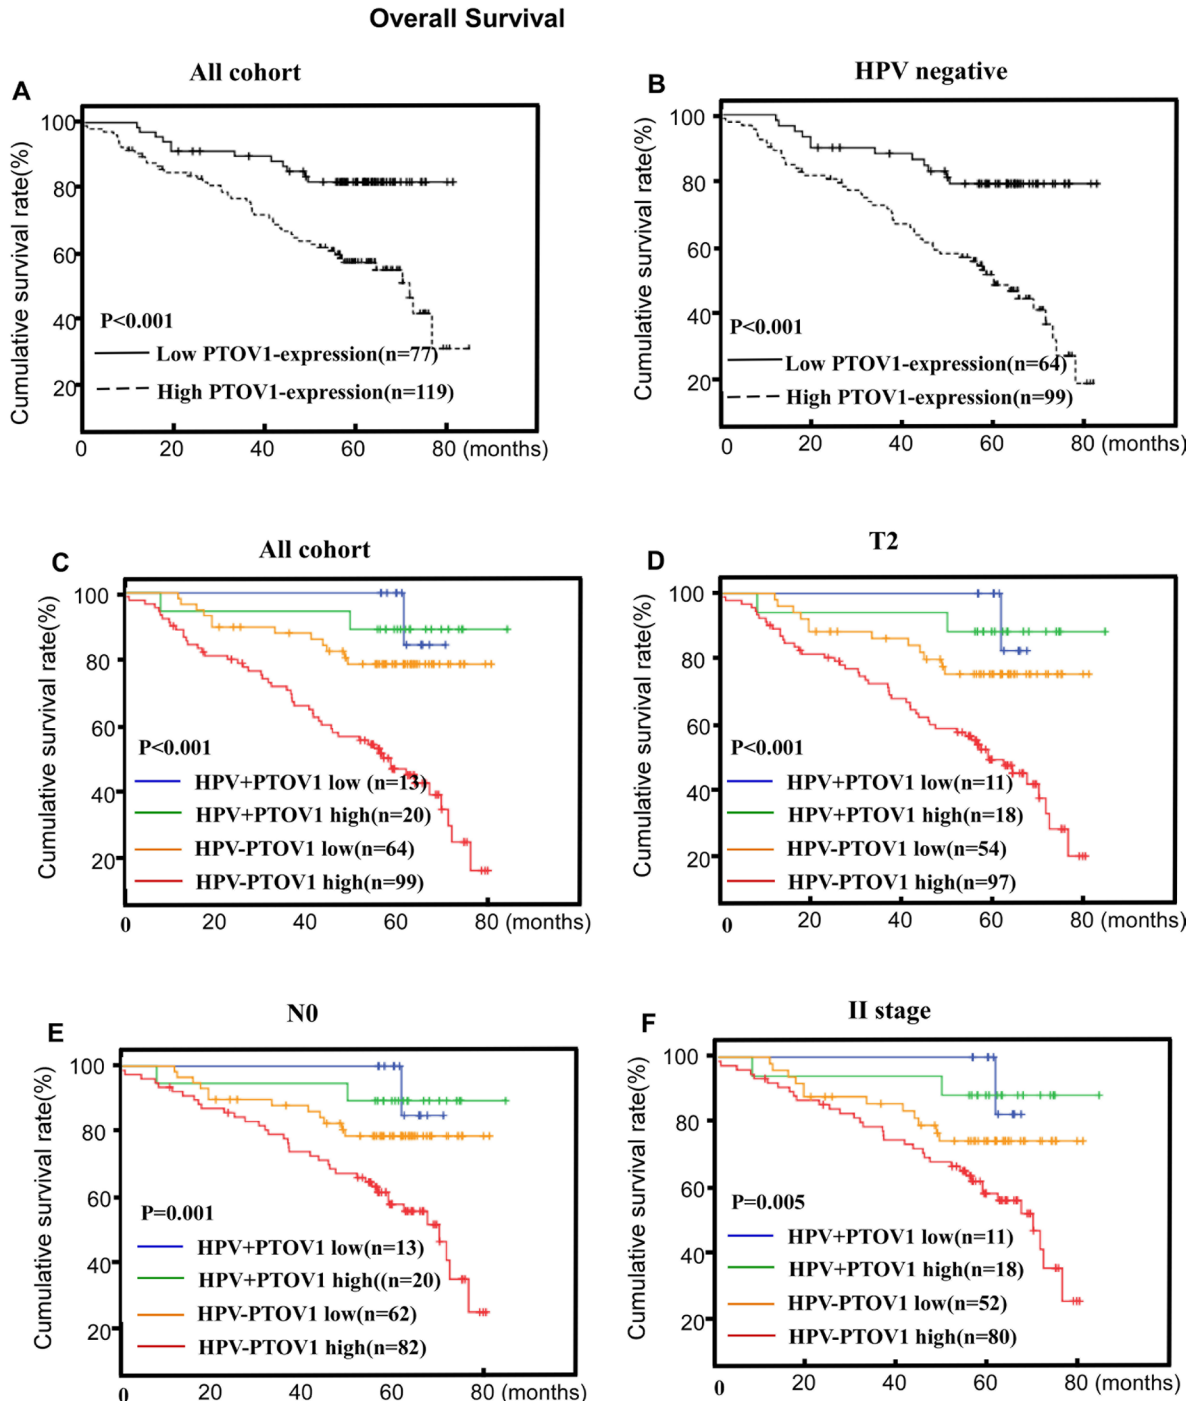 Overall Survival
A
All cohort
Cumulative survival rate(%)
100
80
60
40
20
P<0.001
Low PTOV1-expression(n=77)
High PTOV1-expression(n=119)
0 20 40 60 80 (months)
B
HPV negative
Cumulative survival rate(%)
100
80
60
40
20
P<0.001
Low PTOV1-expression(n=64)
High PTOV1-expression(n=99)
0 20 40 60 80 (months)
C
All cohort
Cumulative survival rate(%)
100
80
60
40
20
P<0.001
HPV+PTOV1 low (n=13)
HPV+PTOV1 high(n=20)
HPV-PTOV1 low(n=64)
HPV-PTOV1 high(n=99)
0 20 40 60 80 (months)
D
T2
Cumulative survival rate(%)
100
80
60
40
20
P<0.001
HPV+PTOV1 low(n=11)
HPV+PTOV1 high(n=18)
HPV-PTOV1 low(n=54)
HPV-PTOV1 high(n=97)
0 20 40 60 80 (months)
E
N0
Cumulative survival rate(%)
100
80
60
40
20
P=0.001
HPV+PTOV1 low(n=13)
HPV+PTOV1 high((n=20)
HPV-PTOV1 low(n=62)
HPV-PTOV1 high(n=82)
0 20 40 60 80 (months)
F
II stage
Cumulative survival rate(%)
100
80
60
40
20
P=0.005
HPV+PTOV1 low(n=11)
HPV+PTOV1 high(n=18)
HPV-PTOV1 low(n=52)
HPV-PTOV1 high(n=80)
0 20 40 60 80 (months)